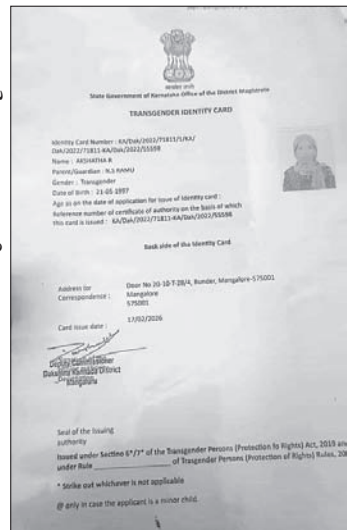 State Government of Karnataka Office of the District Magistrate
TRANSGENDER IDENTITY CARD
Identity Card Number : KA/Dak/2022/71811/1/KA/
Dak/2022/71811-KA/Dak/2022/55598
Name : AKSHATHA R
Parent/Guardian : N.S RAMU
Gender : Transgender
Date of Birth : 21-05-1997
Age as on the date of application for issue of identity card :
Reference number of certificate of authority on the basis of which
this card is issued : KA/Dak/2022/71811-KA/Dak/2022/55598
Back side of the Identity Card
Address for
Correspondence :
Door No 20-10-T-28/4, Bunder, Mangalore-575001
Mangalore
575001
Card issue date :
17/02/2026
Deputy Commissioner
Dakshina Kannada District
Mangaluru
Seal of the issuing
authority
Issued under Section 6*/7* of the Transgender Persons (Protection fo Rights) Act, 2019 and
under Rule _______________ of Trasgender Persons (Protection of Rights) Rules, 20
* Strike out whichever is not applicable
@ only in case the applicant is a minor child.